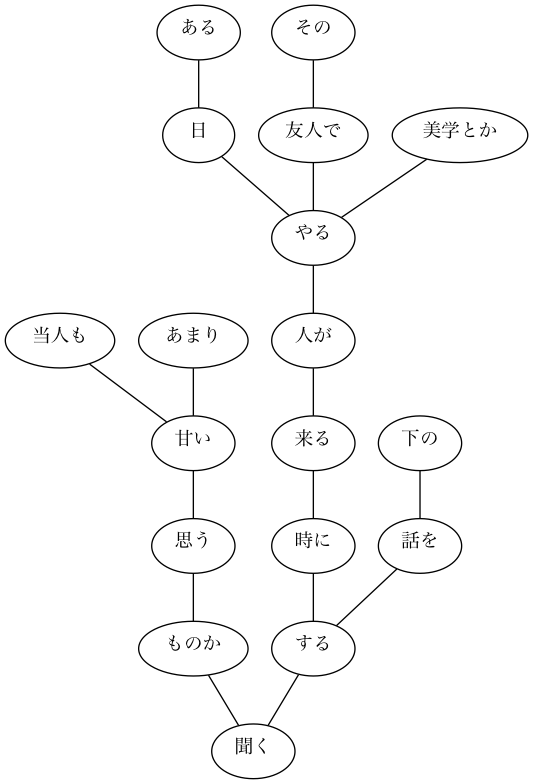 ある
その
日
友人で
美学とか
やる
当人も
あまり
人が
甘い
来る
下の
思う
時に
話を
ものか
する
聞く